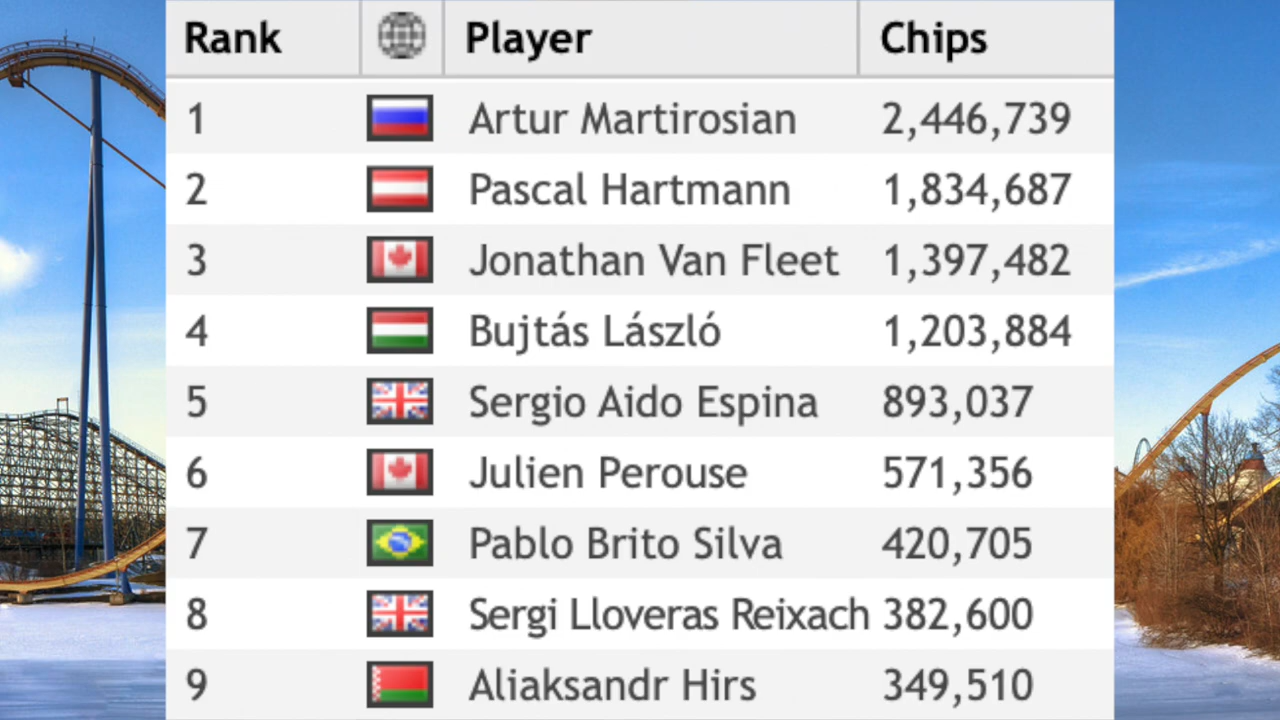 Rank Player Chips
1 Artur Martirosian 2,446,739
2 Pascal Hartmann 1,834,687
3 Jonathan Van Fleet 1,397,482
4 Bujtás László 1,203,884
5 Sergio Aido Espina 893,037
6 Julien Perouse 571,356
7 Pablo Brito Silva 420,705
8 Sergi Lloveras Reixach 382,600
9 Aliaksandr Hirs 349,510